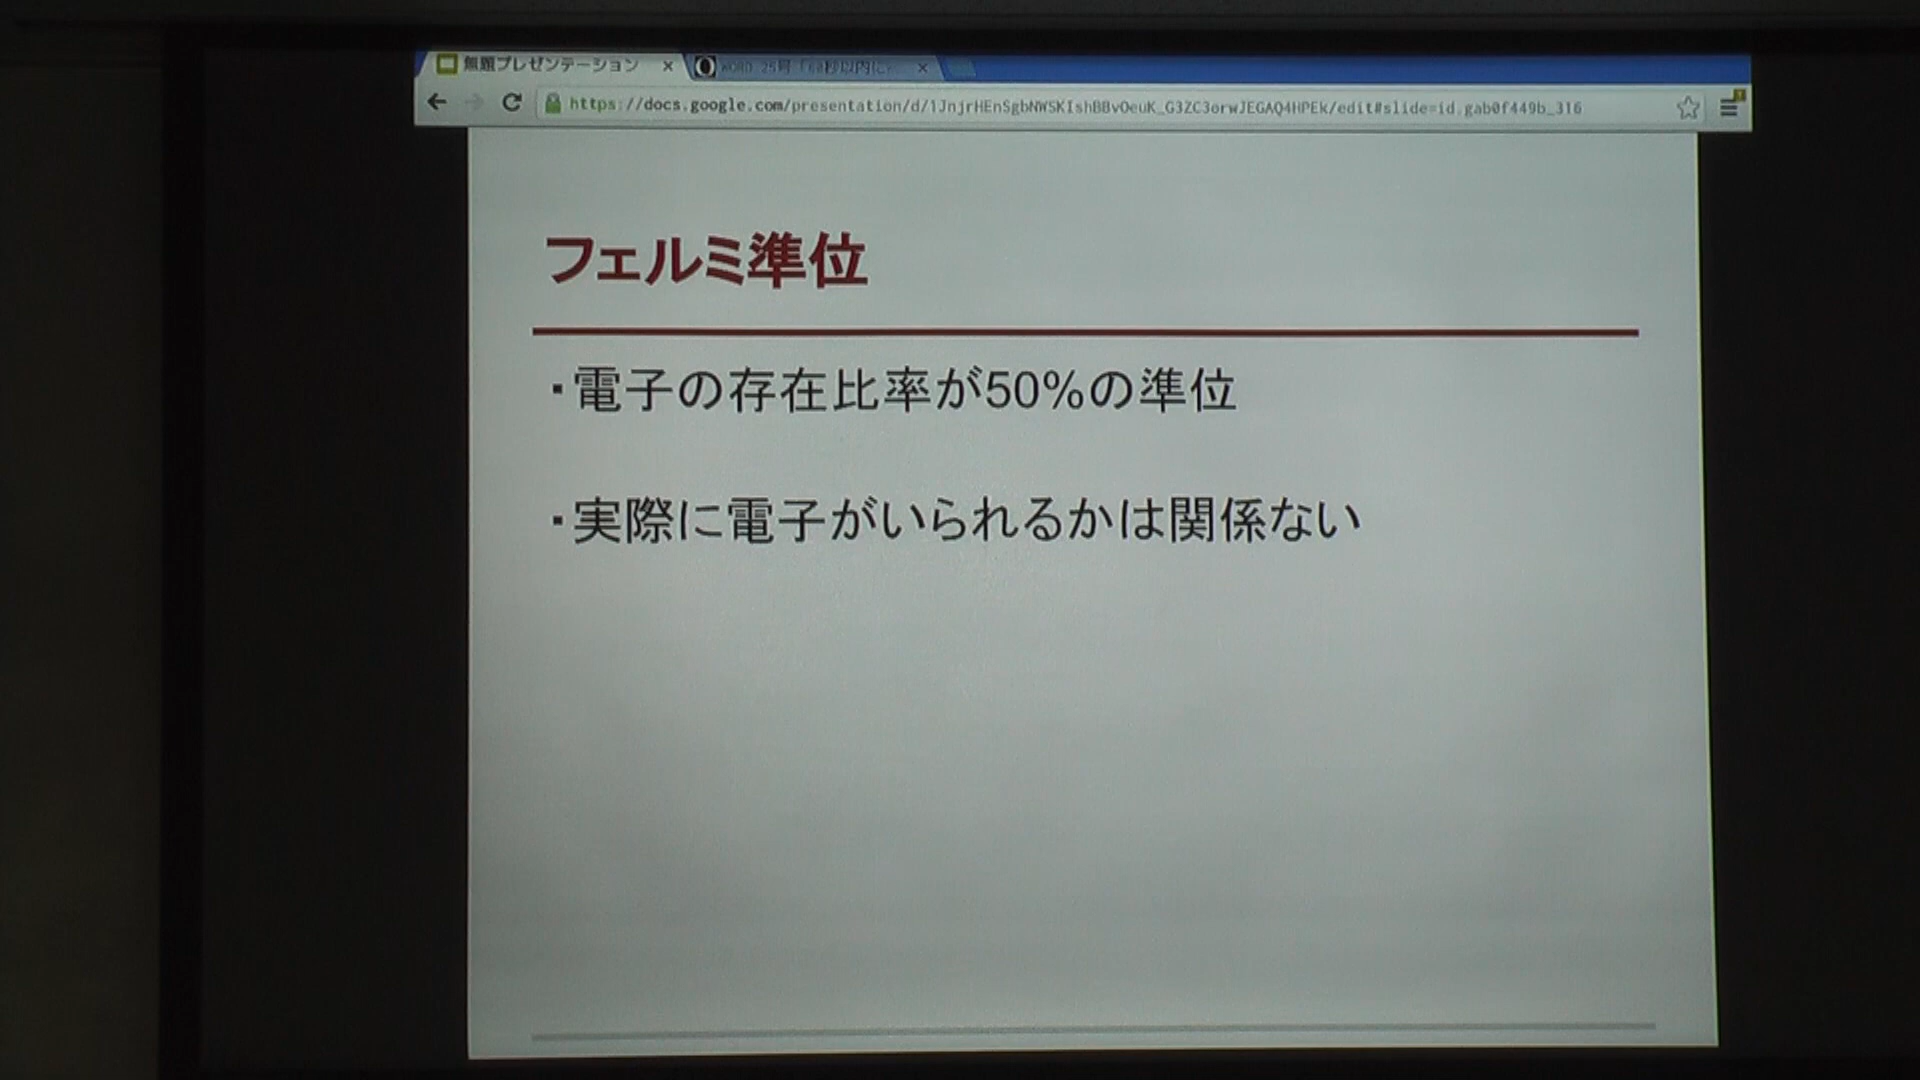 無題プレゼンテーション
https://docs.google.com/presentation/d/1JnjrHEnSgbNWSKIshBBvOeuK_G3ZC3orwJEGAQ4HPEk/edit#slide=id.gab0f449b_316
フェルミ準位
・電子の存在比率が50%の準位
・実際に電子がいられるかは関係ない